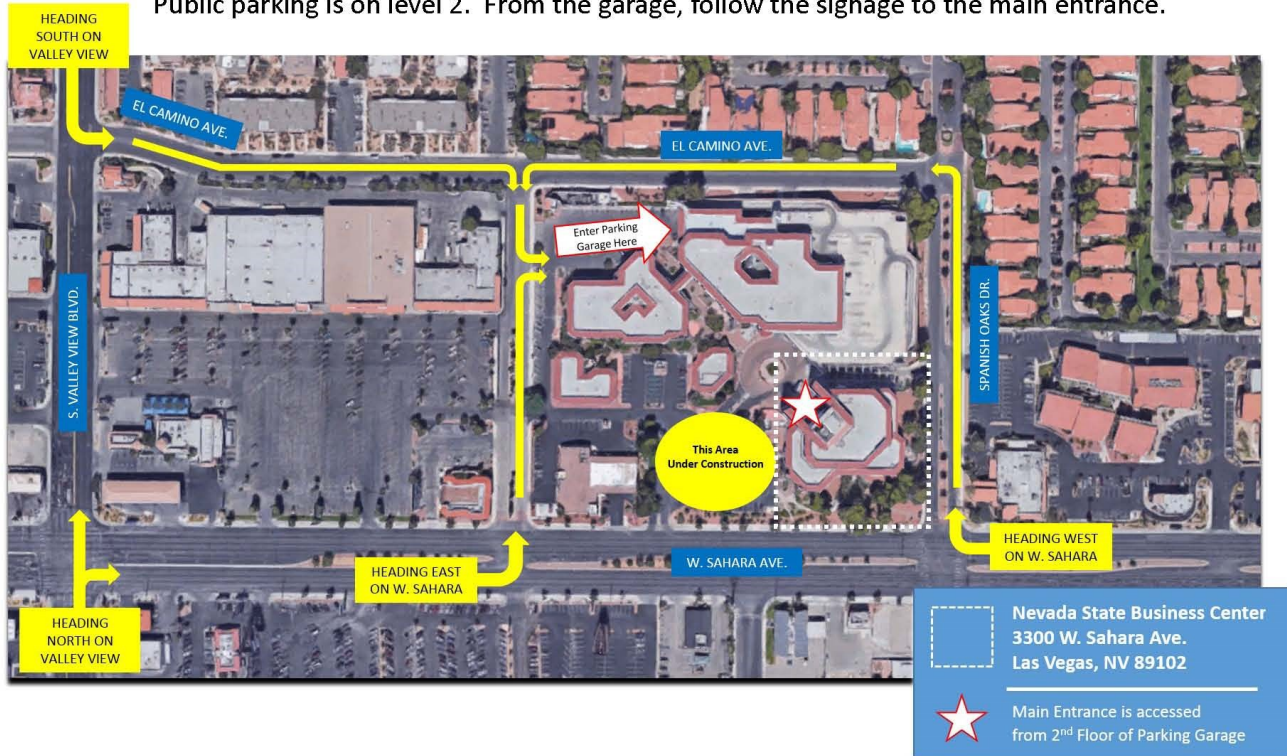 Public parking is on level 2. From the garage, follow the signage to the main entrance.
HEADING
SOUTH ON
VALLEY VIEW
EL CAMINO AVE.
EL CAMINO AVE.
Enter Parking
Garage Here
S. VALLEY VIEW BLVD.
SPANISH OAKS DR.
This Area
Under Construction
HEADING WEST
ON W. SAHARA
W. SAHARA AVE.
HEADING EAST
ON W. SAHARA
HEADING
NORTH ON
VALLEY VIEW
Nevada State Business Center
3300 W. Sahara Ave.
Las Vegas, NV 89102
Main Entrance is accessed
from 2nd Floor of Parking Garage